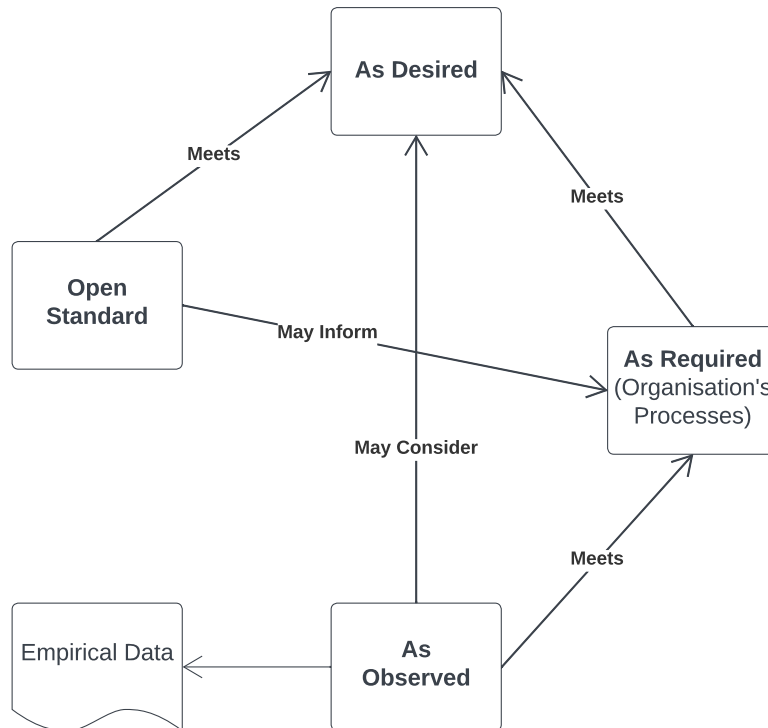 As Desired
Meets
Meets
Open
Standard
May Inform
As Required
(Organisation's
Processes)
May Consider
Meets
Empirical Data
As
Observed